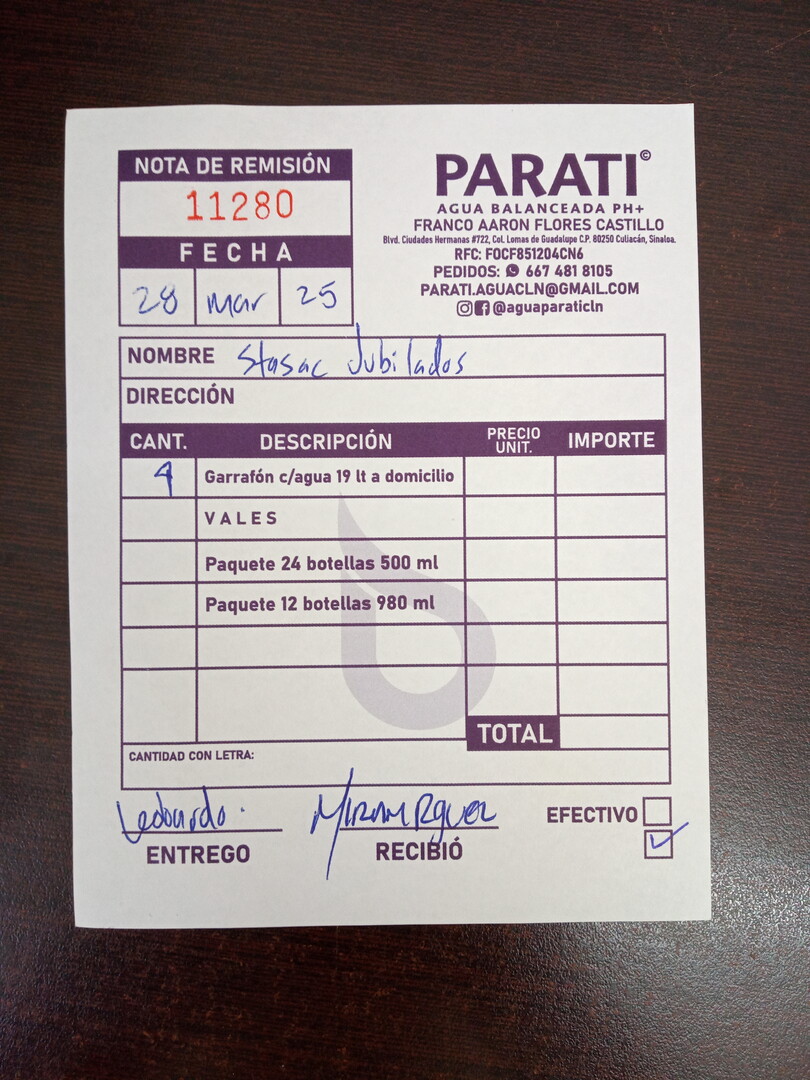 NOTA DE REMISIÓN
11280
FECHA
28 mar 25
PARATI©
AGUA BALANCEADA PH+
FRANCO AARON FLORES CASTILLO
Blvd. Ciudades Hermanas #722, Col. Lomas de Guadalupe C.P. 80250 Culiacán, Sinaloa.
RFC: FOCF851204CN6
PEDIDOS: 667 481 8105
PARATI.AGUACLN@GMAIL.COM
@aguaparaticln
NOMBRE Stasac Jubilados
DIRECCIÓN
CANT. DESCRIPCIÓN PRECIO UNIT. IMPORTE
4 Garrafón c/agua 19 lt a domicilio
VALES
Paquete 24 botellas 500 ml
Paquete 12 botellas 980 ml
TOTAL
CANTIDAD CON LETRA:
ENTREGO
RECIBIÓ
EFECTIVO